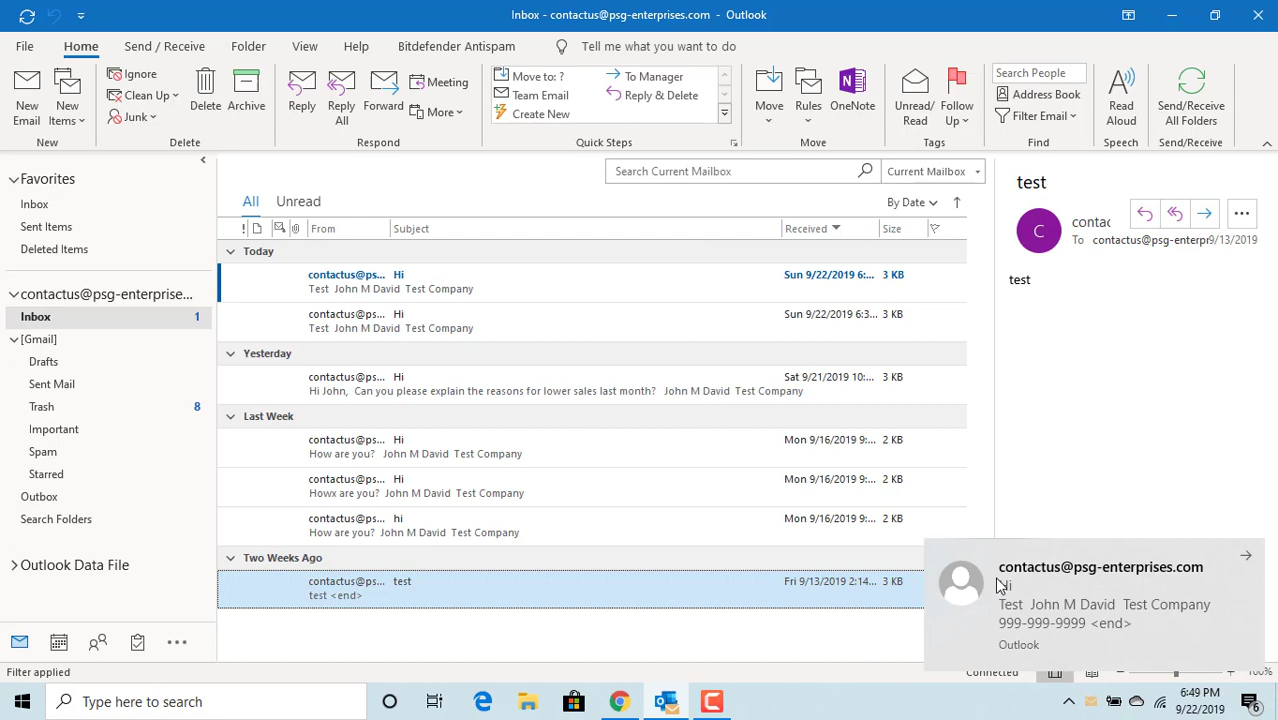 Inbox - contactus@psg-enterprises.com - Outlook
File Home Send / Receive Folder View Help Bitdefender Antispam Tell me what you want to do
New Email
New Items
Ignore
Clean Up
Junk
Delete
Archive
Reply
Reply All
Forward
Meeting
More
Move to: ?
Team Email
Create New
To Manager
Reply & Delete
Move
Rules
OneNote
Unread/ Read
Follow Up
Search People
Address Book
Filter Email
Read Aloud
Send/Receive All Folders
New Delete Respond Quick Steps Move Tags Find Speech Send/Receive
Favorites
Inbox
Sent Items
Deleted Items
contactus@psg-enterprise...
Inbox 1
[Gmail]
Drafts
Sent Mail
Trash 8
Important
Spam
Starred
Outbox
Search Folders
Outlook Data File
Search Current Mailbox Current Mailbox
All Unread By Date
! From Subject Received Size
Today
contactus@ps... Hi Sun 9/22/2019 6:... 3 KB
Test John M David Test Company
contactus@ps... Hi Sun 9/22/2019 6:3... 3 KB
Test John M David Test Company
Yesterday
contactus@ps... Hi Sat 9/21/2019 10:... 3 KB
Hi John, Can you please explain the reasons for lower sales last month? John M David Test Company
Last Week
contactus@ps... Hi Mon 9/16/2019 9:... 2 KB
How are you? John M David Test Company
contactus@ps... Hi Mon 9/16/2019 9:... 2 KB
Howx are you? John M David Test Company
contactus@ps... hi Mon 9/16/2019 9:... 2 KB
How are you? John M David Test Company
Two Weeks Ago
contactus@ps... test Fri 9/13/2019 2:14... 3 KB
test <end>
test
C
contac
To contactus@psg-enterpr 9/13/2019
test
contactus@psg-enterprises.com
Hi
Test John M David Test Company
999-999-9999 <end>
Outlook
Filter applied Connected 100%
Type here to search
6:49 PM
9/22/2019
6